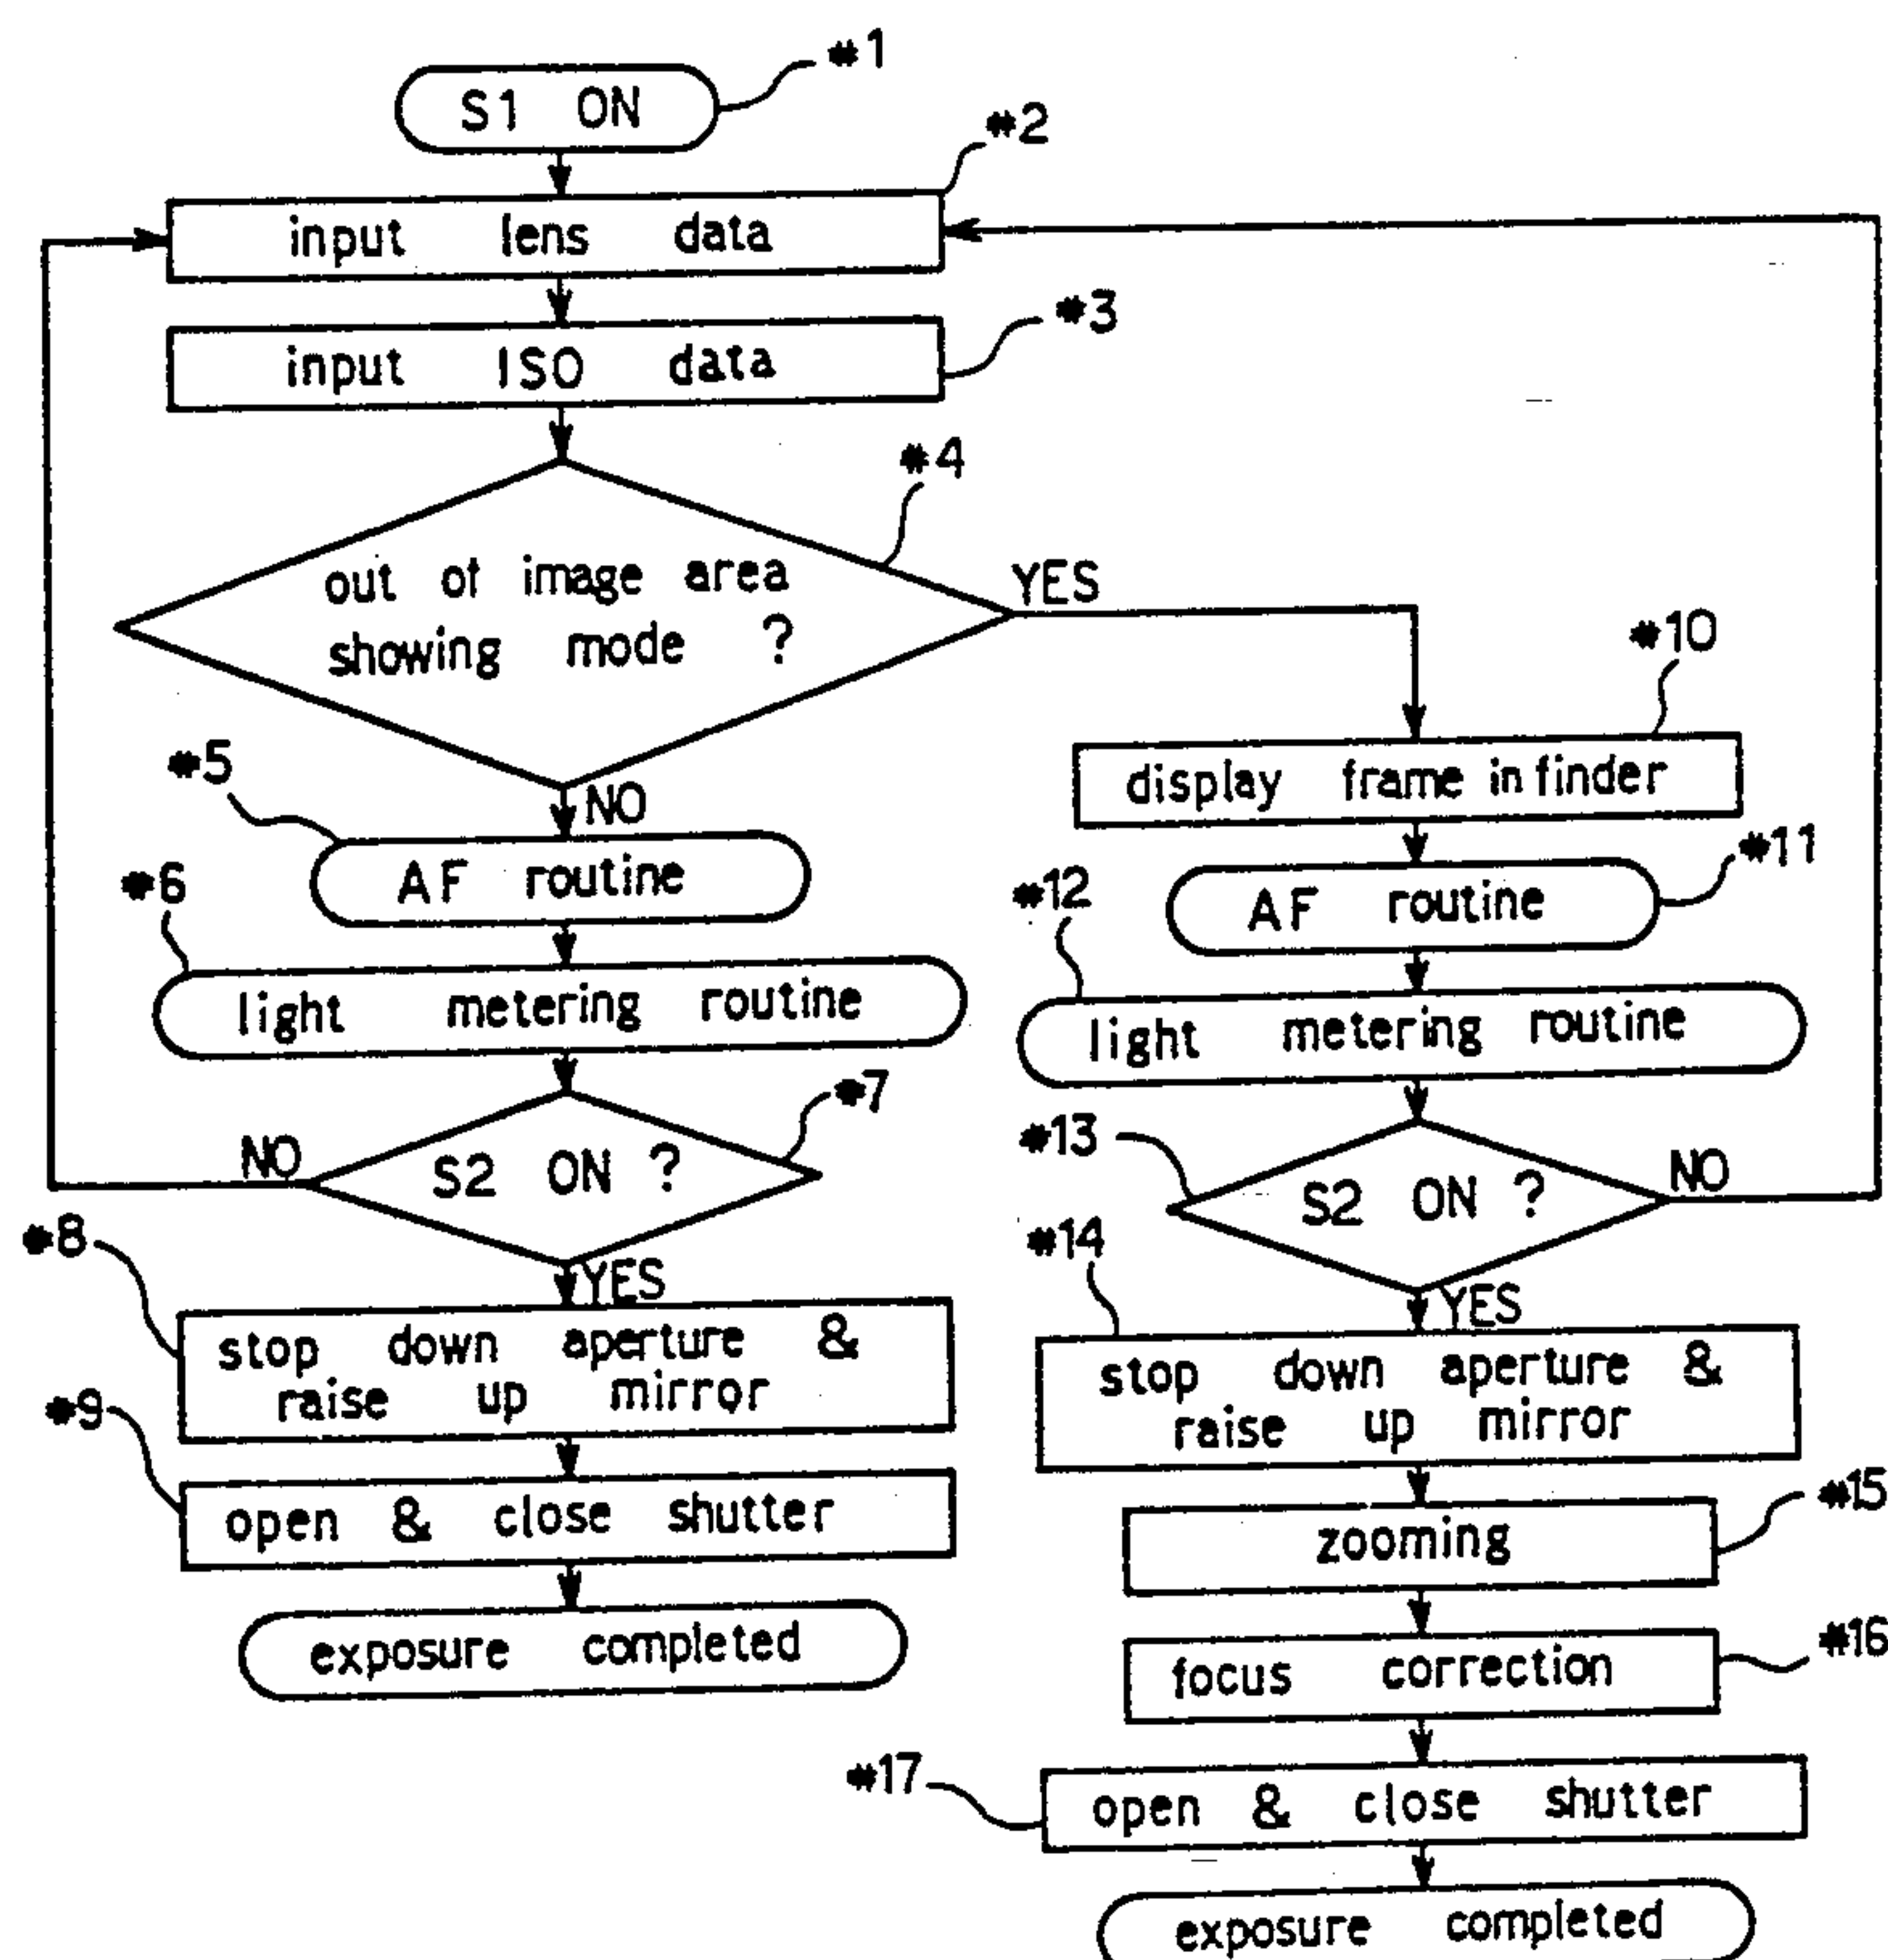 #1
S1 ON
#2
input lens data
#3
input ISO data
#4
out of image area
showing mode ?
YES
NO
#5
AF routine
#6
light metering routine
#7
S2 ON ?
NO
YES
#8
stop down aperture &
raise up mirror
#9
open & close shutter
exposure completed
#10
display frame in finder
#11
AF routine
#12
light metering routine
#13
S2 ON ?
NO
YES
#14
stop down aperture &
raise up mirror
#15
zooming
#16
focus correction
#17
open & close shutter
exposure completed